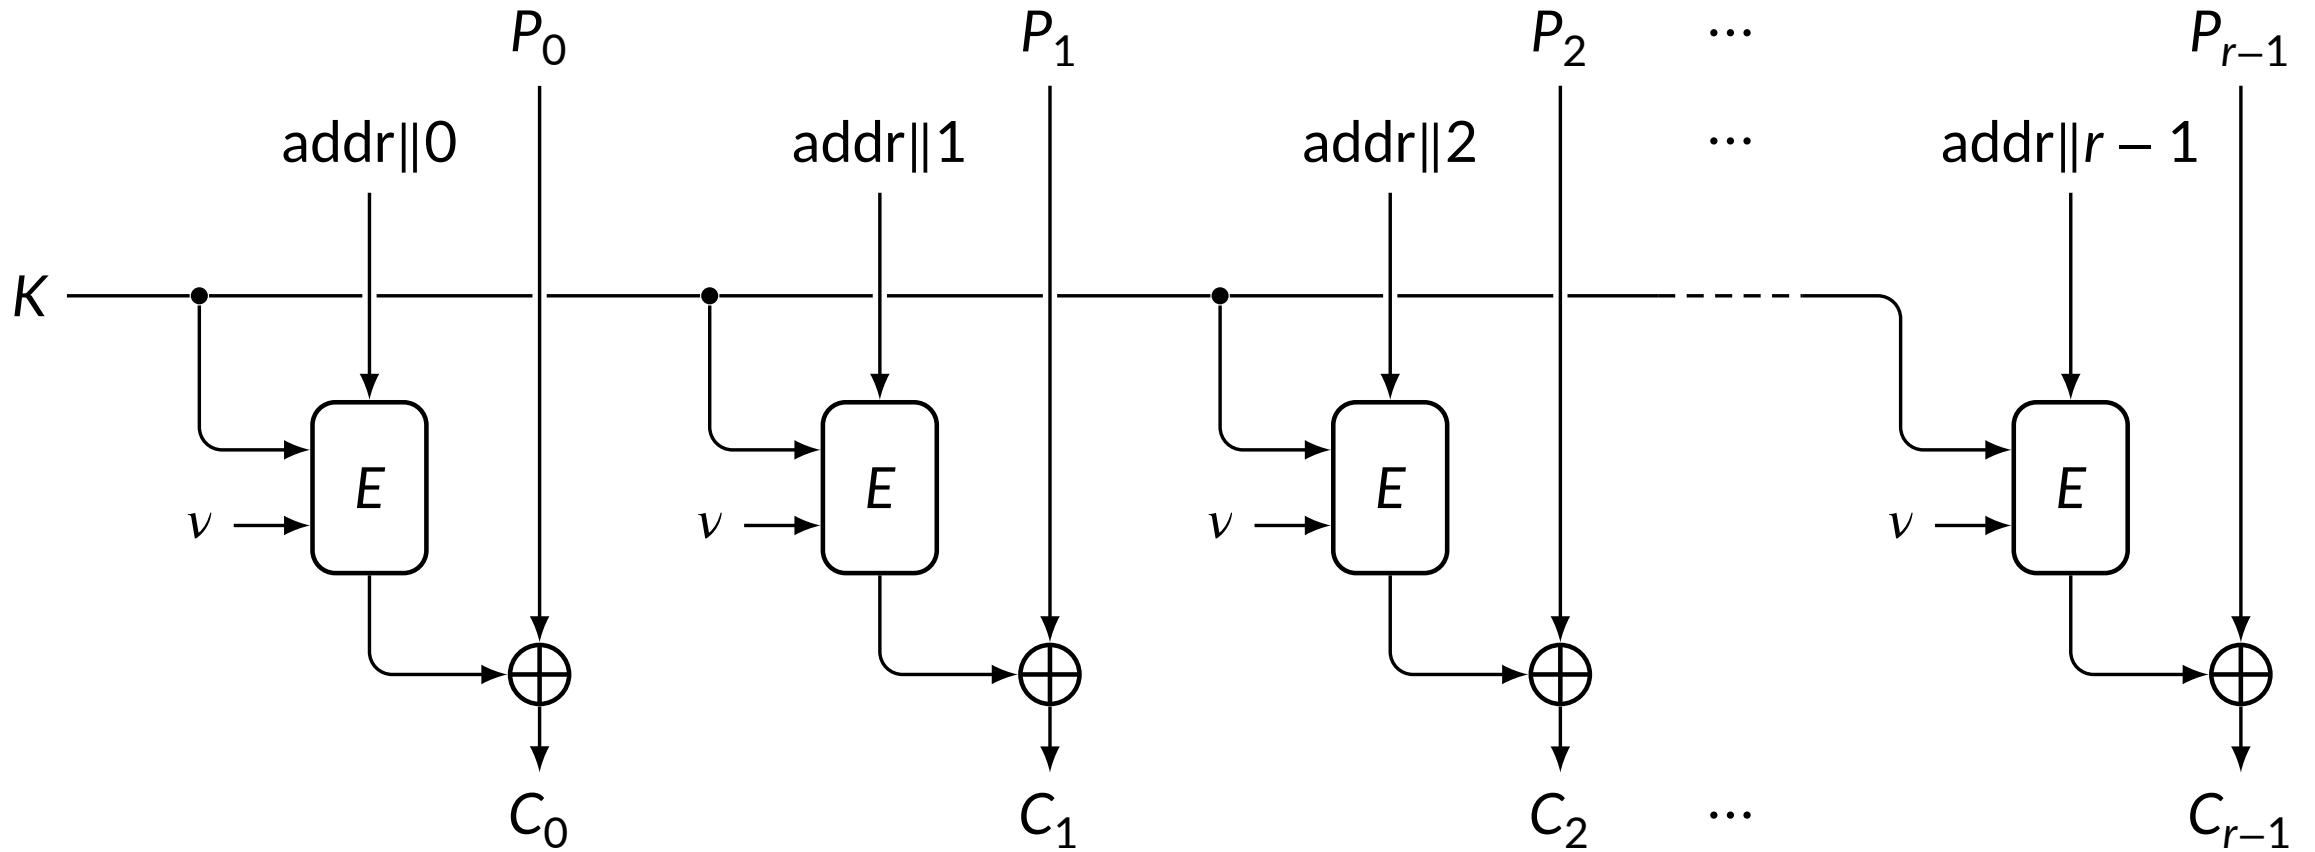 P₀ P₁ P₂ ··· Pᵣ₋₁
addr∥0 addr∥1 addr∥2 ··· addr∥r − 1
K
E E E E
ν ν ν ν
C₀ C₁ C₂ ··· Cᵣ₋₁